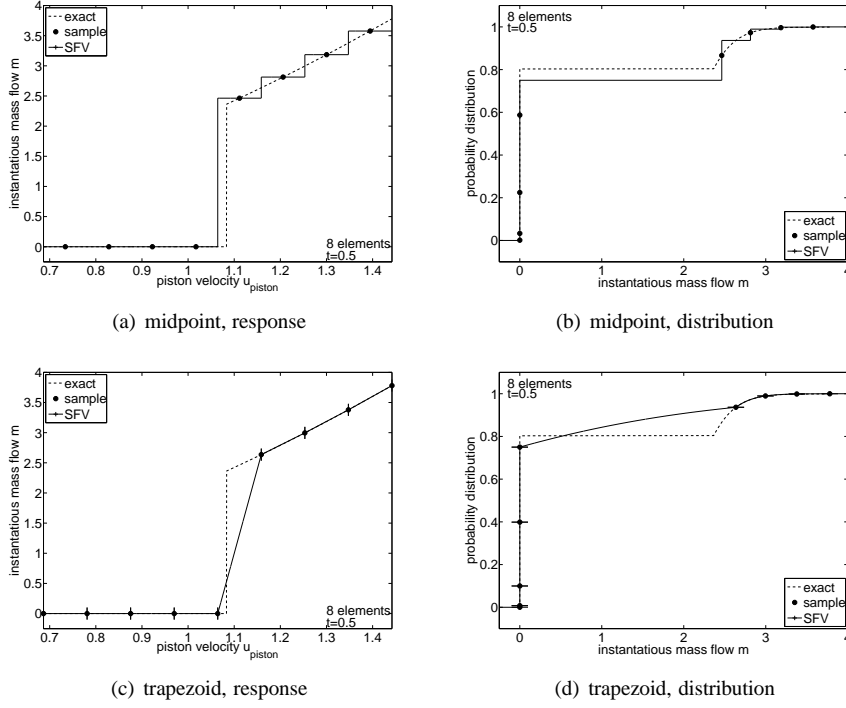 4
3.5
3
2.5
2
1.5
1
0.5
0
instantatious mass flow m
exact
sample
SFV
8 elements
t=0.5
0.7 0.8 0.9 1 1.1 1.2 1.3 1.4
piston velocity u_piston
(a) midpoint, response
8 elements
t=0.5
1
0.8
0.6
0.4
0.2
0
probability distribution
exact
sample
SFV
0 1 2 3 4
instantatious mass flow m
(b) midpoint, distribution
4
3.5
3
2.5
2
1.5
1
0.5
0
instantatious mass flow m
exact
sample
SFV
8 elements
t=0.5
0.7 0.8 0.9 1 1.1 1.2 1.3 1.4
piston velocity u_piston
(c) trapezoid, response
8 elements
t=0.5
1
0.8
0.6
0.4
0.2
0
probability distribution
exact
sample
SFV
0 1 2 3 4
instantatious mass flow m
(d) trapezoid, distribution